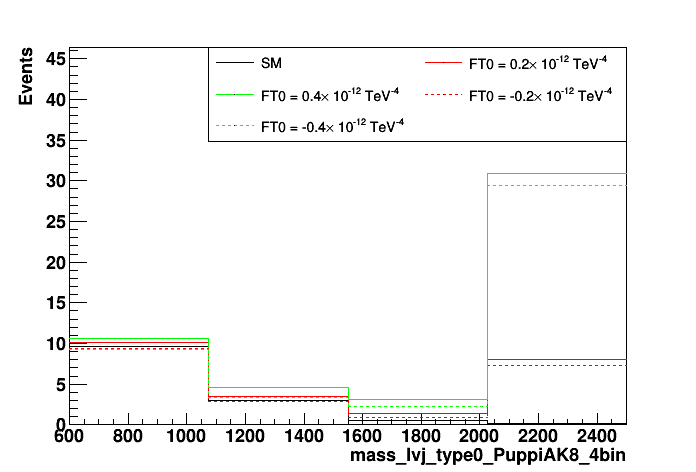 Events
45
40
35
30
25
20
15
10
5
0
SM
FT0 = 0.2× 10⁻¹² TeV⁻⁴
FT0 = 0.4× 10⁻¹² TeV⁻⁴
FT0 = -0.2× 10⁻¹² TeV⁻⁴
FT0 = -0.4× 10⁻¹² TeV⁻⁴
600 800 1000 1200 1400 1600 1800 2000 2200 2400
mass_lvj_type0_PuppiAK8_4bin